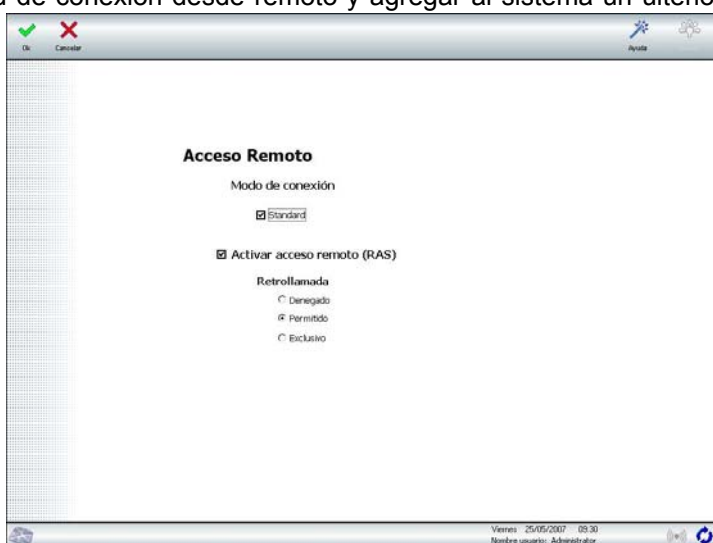 de conexión desde remoto y agregar al sistema un
Ok Cancelar Ayuda
Acceso Remoto
Modo de conexión
Standard
Activar acceso remoto (RAS)
Retrollamada
Denegado
Permitido
Exclusivo
Viernes 25/05/2007 09:30
Nombre usuario: Administrator